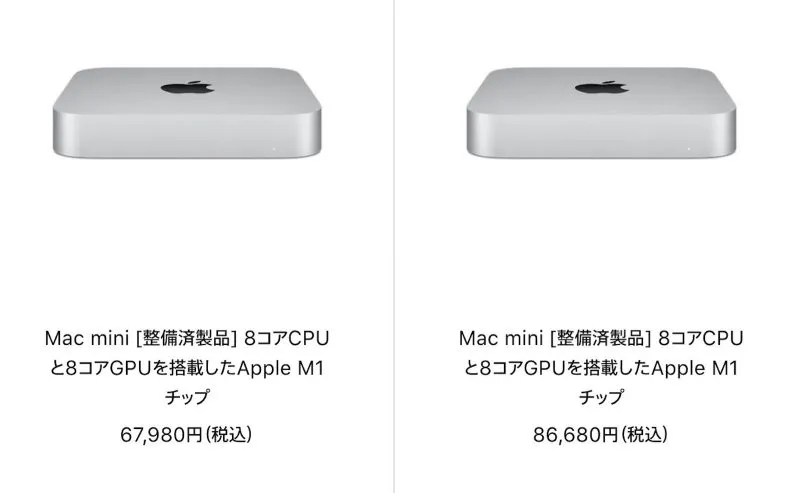 Mac mini [整備済製品] 8コアCPU
と8コアGPUを搭載したApple M1
チップ
67,980円(税込)
Mac mini [整備済製品] 8コアCPU
と8コアGPUを搭載したApple M1
チップ
86,680円(税込)